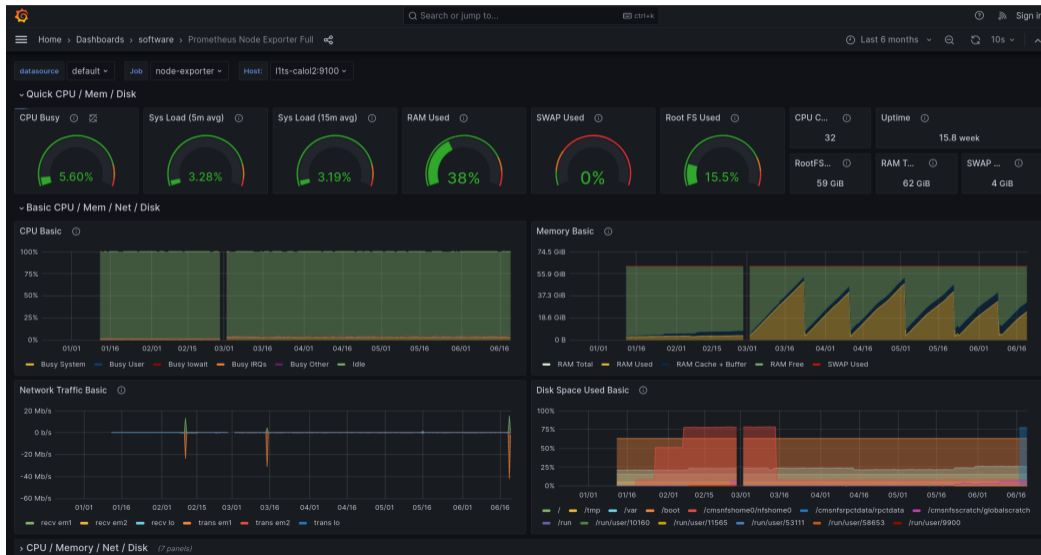 Search or jump to... ctrl+k Sign in
Home › Dashboards › software › Prometheus Node Exporter Full Last 6 months 10s
datasource default Job node-exporter Host: l1ts-calol2:9100
Quick CPU / Mem / Disk
CPU Busy Sys Load (5m avg) Sys Load (15m avg) RAM Used SWAP Used Root FS Used CPU C... Uptime
32 15.8 week
5.60% 3.28% 3.19% 38% 0% 15.5%
RootFS... RAM T... SWAP ...
59 GiB 62 GiB 4 GiB
Basic CPU / Mem / Net / Disk
CPU Basic
100%
75%
50%
25%
0%
01/01 01/16 02/01 02/15 03/01 03/16 04/01 04/16 05/01 05/16 06/01 06/16
Busy System Busy User Busy Iowait Busy IRQs Busy Other Idle
Memory Basic
74.5 GiB
55.9 GiB
37.3 GiB
18.6 GiB
0 B
01/01 01/16 02/01 02/15 03/01 03/16 04/01 04/16 05/01 05/16 06/01 06/16
RAM Total RAM Used RAM Cache + Buffer RAM Free SWAP Used
Network Traffic Basic
20 Mb/s
0 b/s
-20 Mb/s
-40 Mb/s
-60 Mb/s
01/01 01/16 02/01 02/15 03/01 03/16 04/01 04/16 05/01 05/16 06/01 06/16
recv em1 recv em2 recv lo trans em1 trans em2 trans lo
Disk Space Used Basic
100%
75%
50%
25%
0%
01/01 01/16 02/01 02/15 03/01 03/16 04/01 04/16 05/01 05/16 06/01 06/16
/ /tmp /var /boot /cmsnfshome0/nfshome0 /cmsnfsrpctdata/rpctdata /cmsnfsscratch/globalscratch
/run /run/user/10160 /run/user/11565 /run/user/53111 /run/user/58653 /run/user/9900
CPU / Memory / Net / Disk (7 panels)